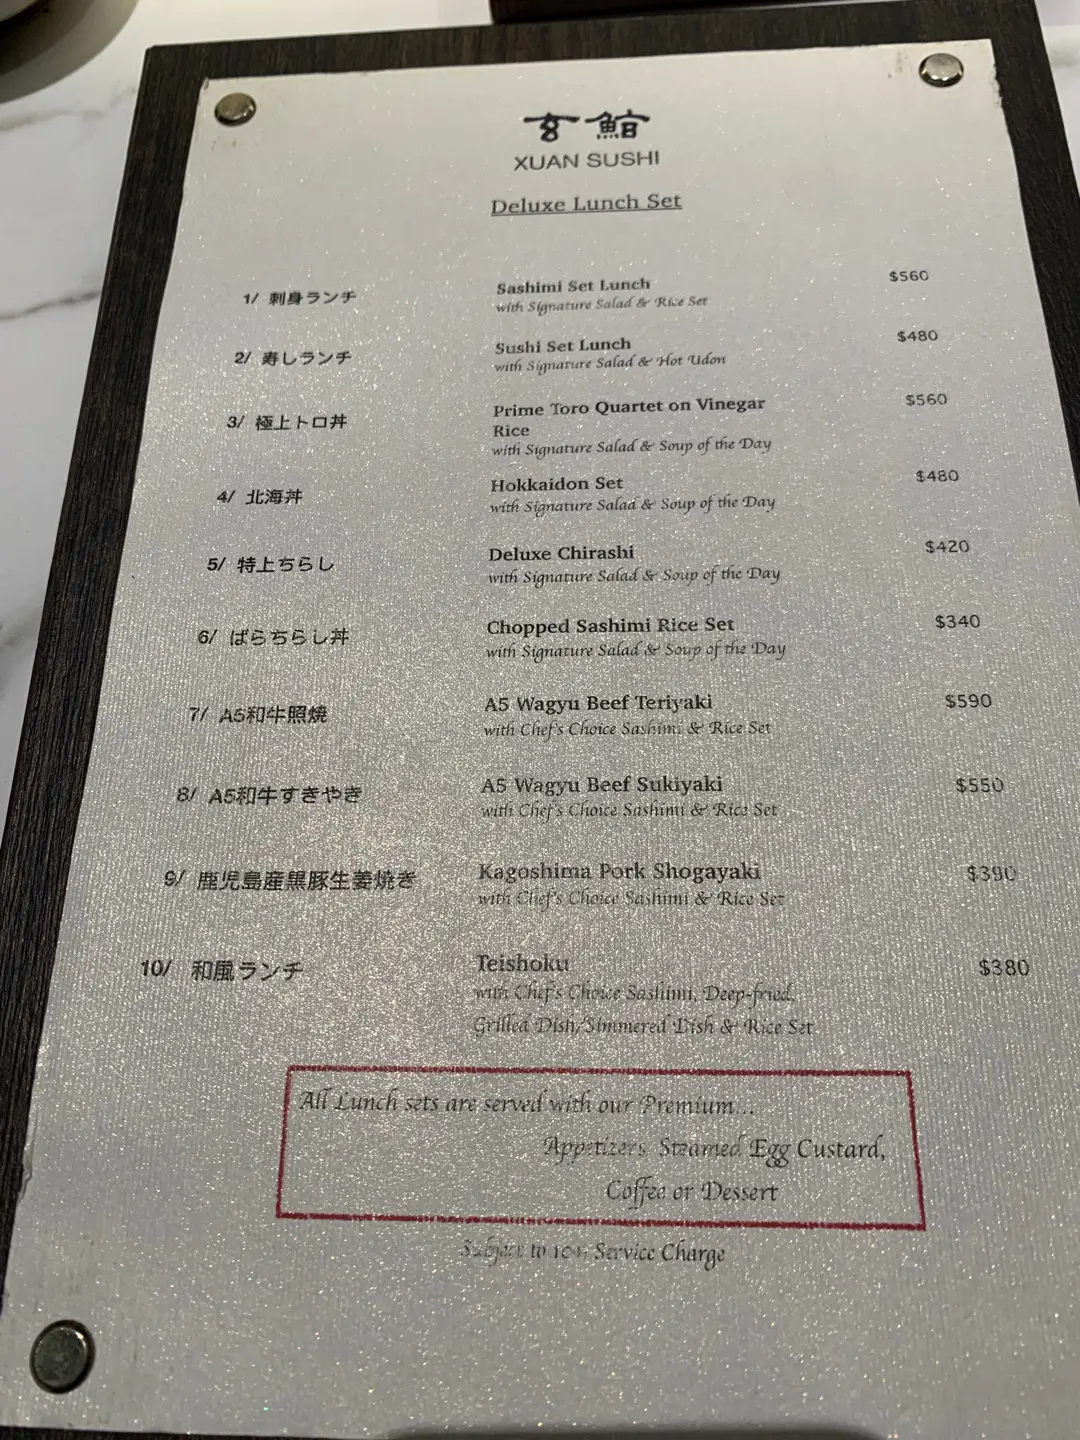 玄鮨
XUAN SUSHI
Deluxe Lunch Set
1/ 刺身ランチ Sashimi Set Lunch $560
with Signature Salad & Rice Set
2/ 寿しランチ Sushi Set Lunch $480
with Signature Salad & Hot Udon
3/ 極上トロ丼 Prime Toro Quartet on Vinegar $560
Rice
with Signature Salad & Soup of the Day
4/ 北海丼 Hokkaidon Set $480
with Signature Salad & Soup of the Day
5/ 特上ちらし Deluxe Chirashi $420
with Signature Salad & Soup of the Day
6/ ばらちらし丼 Chopped Sashimi Rice Set $340
with Signature Salad & Soup of the Day
7/ A5和牛照焼 A5 Wagyu Beef Teriyaki $590
with Chef's Choice Sashimi & Rice Set
8/ A5和牛すきやき A5 Wagyu Beef Sukiyaki $550
with Chef's Choice Sashimi & Rice Set
9/ 鹿児島産黒豚生姜焼き Kagoshima Pork Shogayaki $390
with Chef's Choice Sashimi & Rice Set
10/ 和風ランチ Teishoku $380
with Chef's Choice Sashimi, Deep-fried,
Grilled Dish/Simmered Dish & Rice Set
All Lunch sets are served with our Premium...
Appetizers, Steamed Egg Custard,
Coffee or Dessert
Subject to 10% Service Charge